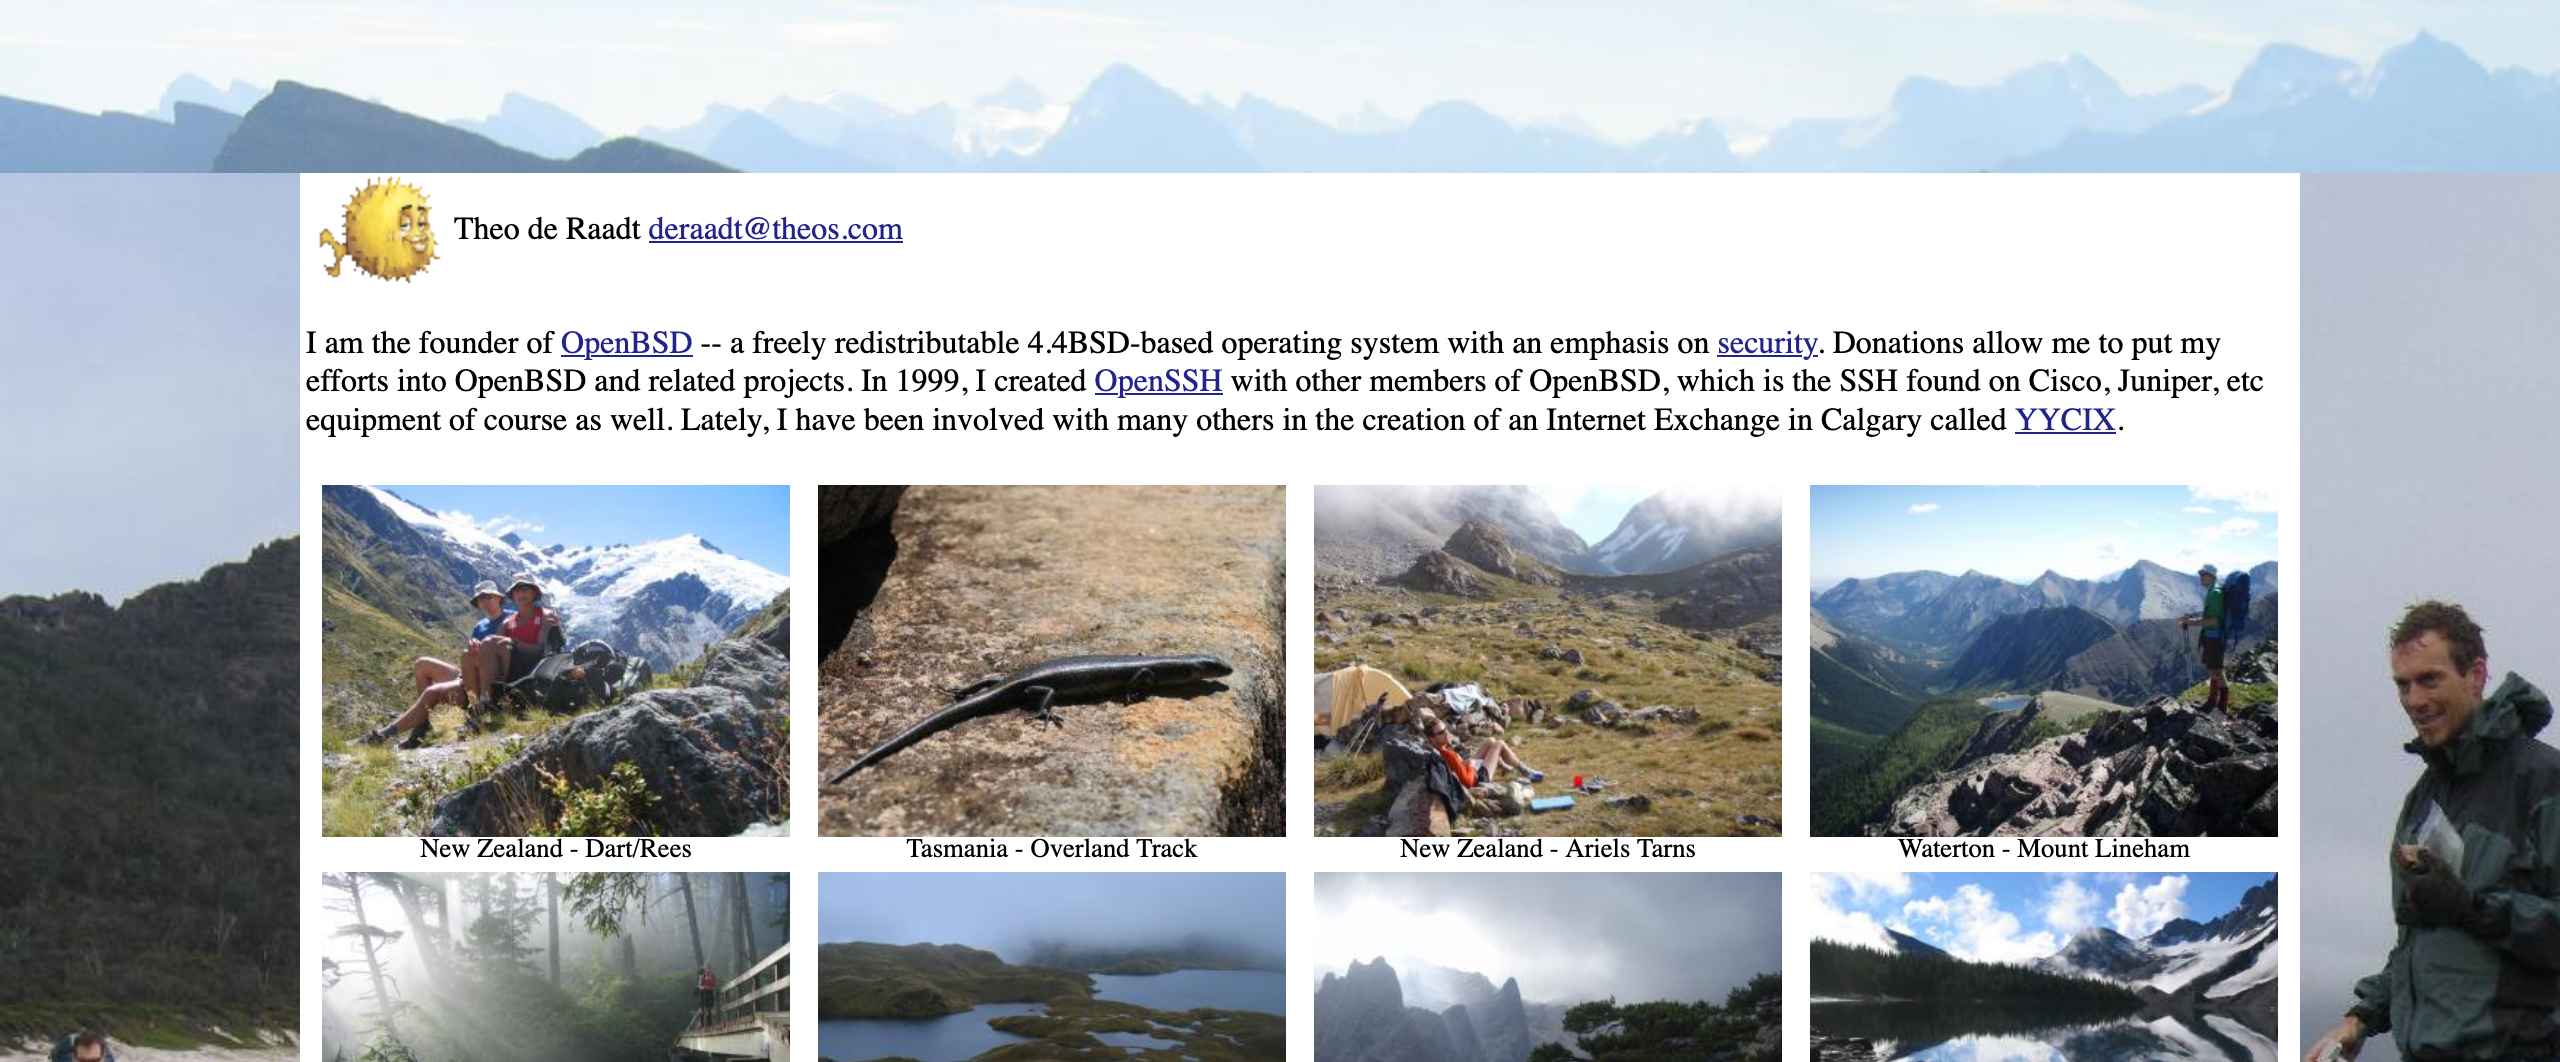 Theo de Raadt deraadt@theos.com
I am the founder of OpenBSD -- a freely redistributable 4.4BSD-based operating system with an emphasis on security. Donations allow me to put my
efforts into OpenBSD and related projects. In 1999, I created OpenSSH with other members of OpenBSD, which is the SSH found on Cisco, Juniper, etc
equipment of course as well. Lately, I have been involved with many others in the creation of an Internet Exchange in Calgary called YYCIX.
New Zealand - Dart/Rees
Tasmania - Overland Track
New Zealand - Ariels Tarns
Waterton - Mount Lineham